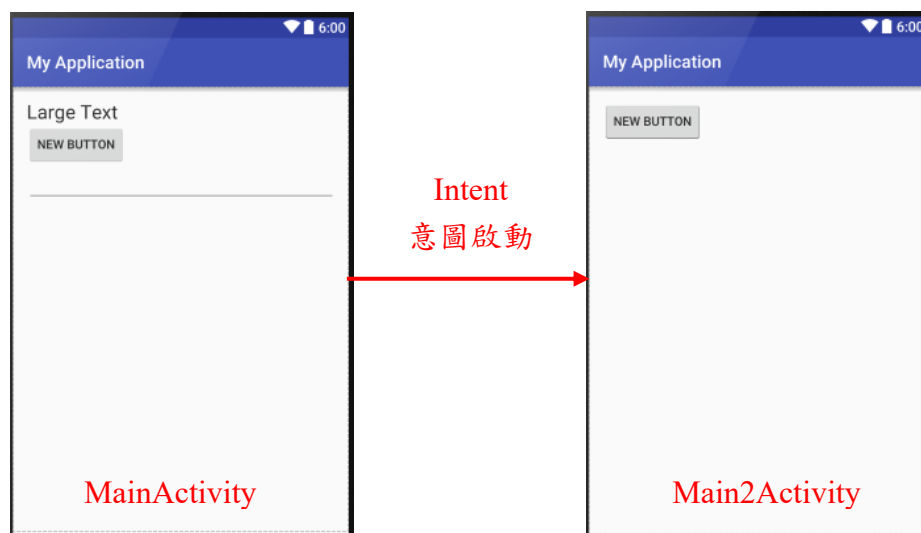 6:00
My Application
Large Text
NEW BUTTON
MainActivity
Intent
意圖啟動
6:00
My Application
NEW BUTTON
Main2Activity